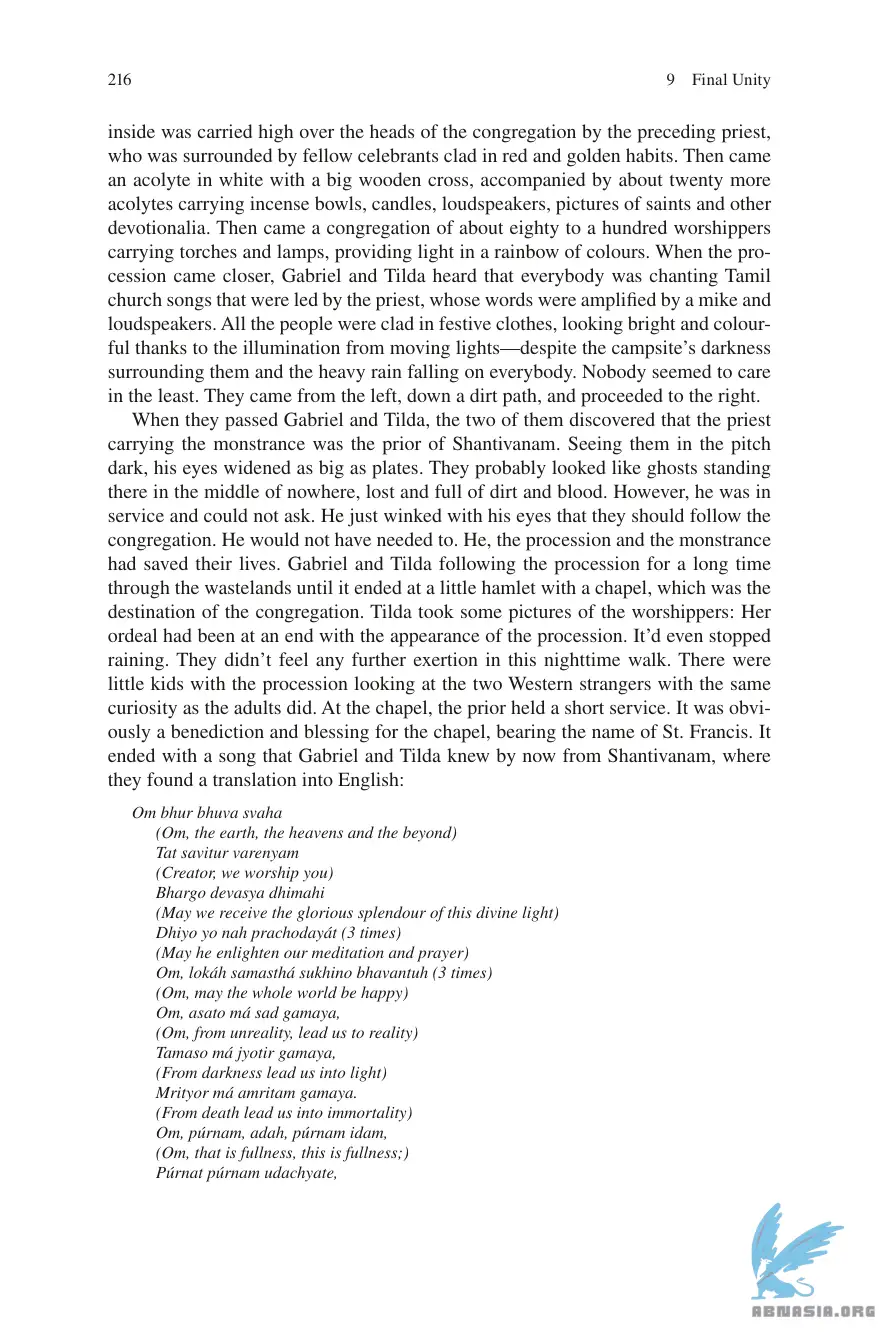 216
9 Final Unity
inside was carried high over the heads of the congregation by the preceding priest,
who was surrounded by fellow celebrants clad in red and golden habits. Then came
an acolyte in white with a big wooden cross, accompanied by about twenty more
acolytes carrying incense bowls, candles, loudspeakers, pictures of saints and other
devotionalia. Then came a congregation of about eighty to a hundred worshippers
carrying torches and lamps, providing light in a rainbow of colours. When the pro-
cession came closer, Gabriel and Tilda heard that everybody was chanting Tamil
church songs that were led by the priest, whose words were amplified by a mike and
loudspeakers. All the people were clad in festive clothes, looking bright and colour-
ful thanks to the illumination from moving lights—despite the campsite's darkness
surrounding them and the heavy rain falling on everybody. Nobody seemed to care
in the least. They came from the left, down a dirt path, and proceeded to the right.
When they passed Gabriel and Tilda, the two of them discovered that the priest
carrying the monstrance was the prior of Shantivanam. Seeing them in the pitch
dark, his eyes widened as big as plates. They probably looked like ghosts standing
there in the middle of nowhere, lost and full of dirt and blood. However, he was in
service and could not ask. He just winked with his eyes that they should follow the
congregation. He would not have needed to. He, the procession and the monstrance
had saved their lives. Gabriel and Tilda following the procession for a long time
through the wastelands until it ended at a little hamlet with a chapel, which was the
destination of the congregation. Tilda took some pictures of the worshippers: Her
ordeal had been at an end with the appearance of the procession. It'd even stopped
raining. They didn't feel any further exertion in this nighttime walk. There were
little kids with the procession looking at the two Western strangers with the same
curiosity as the adults did. At the chapel, the prior held a short service. It was obvi-
ously a benediction and blessing for the chapel, bearing the name of St. Francis. It
ended with a song that Gabriel and Tilda knew by now from Shantivanam, where
they found a translation into English:
Om bhur bhuva svaha
(Om, the earth, the heavens and the beyond)
Tat savitur varenyam
(Creator, we worship you)
Bhargo devasya dhimahi
(May we receive the glorious splendour of this divine light)
Dhiyo yo nah prachodayát (3 times)
(May he enlighten our meditation and prayer)
Om, lokáh samasthá sukhino bhavantuh (3 times)
(Om, may the whole world be happy)
Om, asato má sad gamaya,
(Om, from unreality, lead us to reality)
Tamaso má jyotir gamaya,
(From darkness lead us into light)
Mrityor má amritam gamaya.
(From death lead us into immortality)
Om, púrnam, adah, púrnam idam,
(Om, that is fullness, this is fullness;)
Púrnat púrnam udachyate,
ABNASIA.ORG